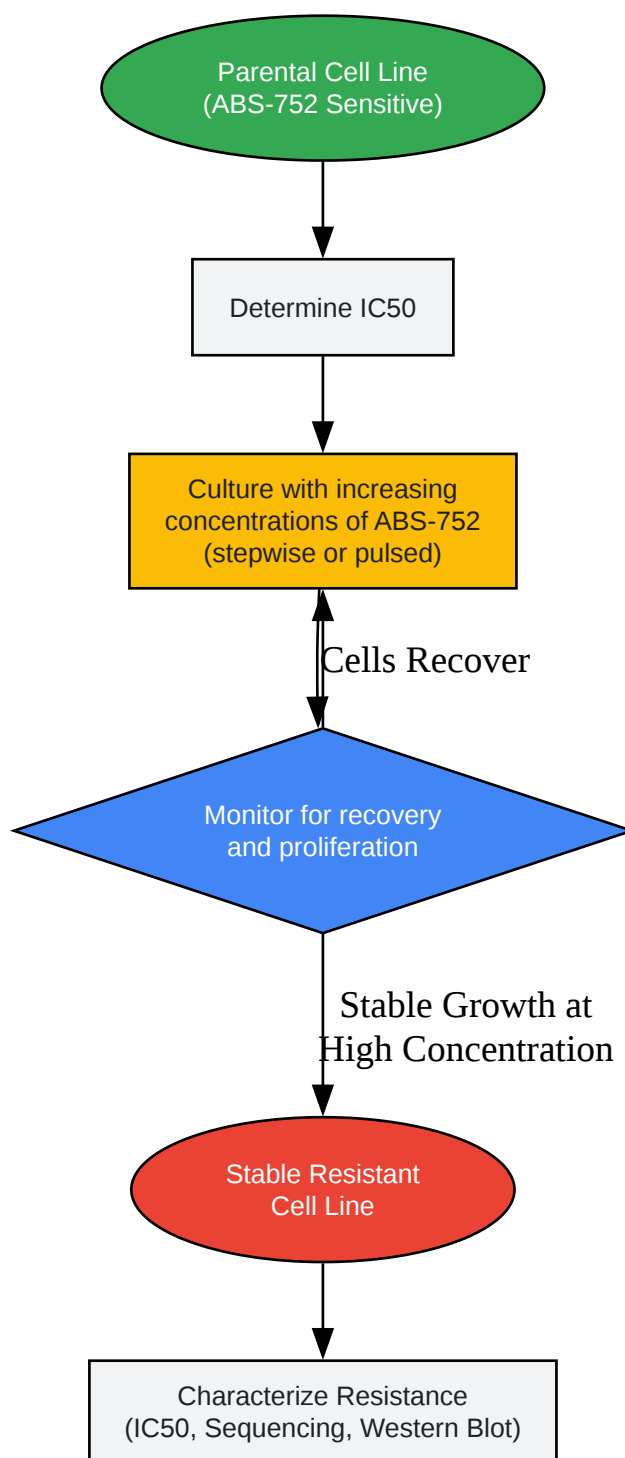 Parental Cell Line
(ABS-752 Sensitive)
Determine IC50
Culture with increasing
concentrations of ABS-752
(stepwise or pulsed)
Cells Recover
Monitor for recovery
and proliferation
Stable Growth at
High Concentration
Stable Resistant
Cell Line
Characterize Resistance
(IC50, Sequencing, Western Blot)